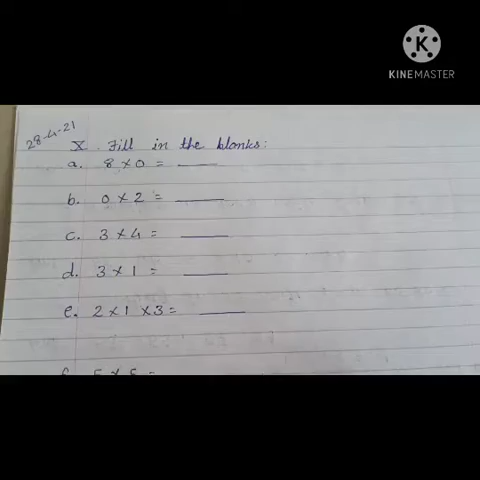 K
KINEMASTER
28-4-21
X. Fill in the blanks:
a. 8 × 0 = ____
b. 0 × 2 = ____
c. 3 × 4 = ____
d. 3 × 1 = ____
e. 2 × 1 × 3 = ____